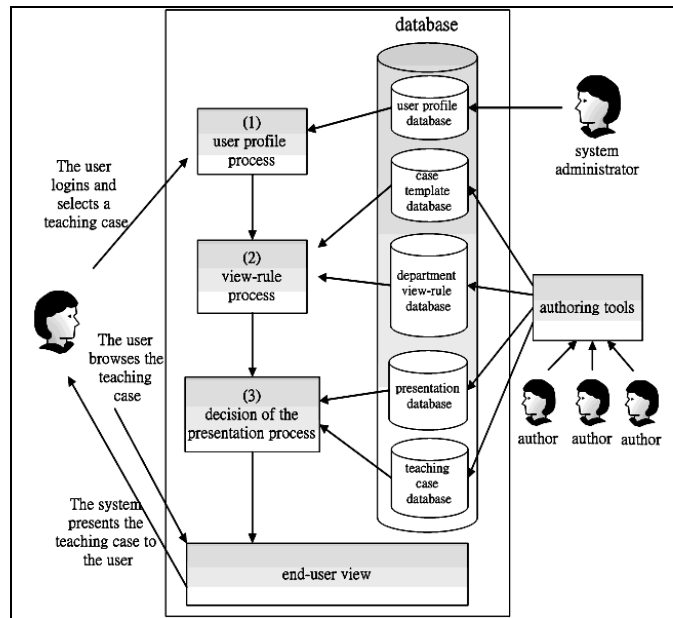 database
user profile
database
system
administrator
(1)
user profile
process
The user
logins and
selects a
teaching case
case
template
database
(2)
view-rule
process
department
view-rule
database
authoring tools
The user
browses the
teaching
case
(3)
decision of the
presentation process
presentation
database
author
author
author
teaching
case
database
The system
presents the
teaching case to
the user
end-user view